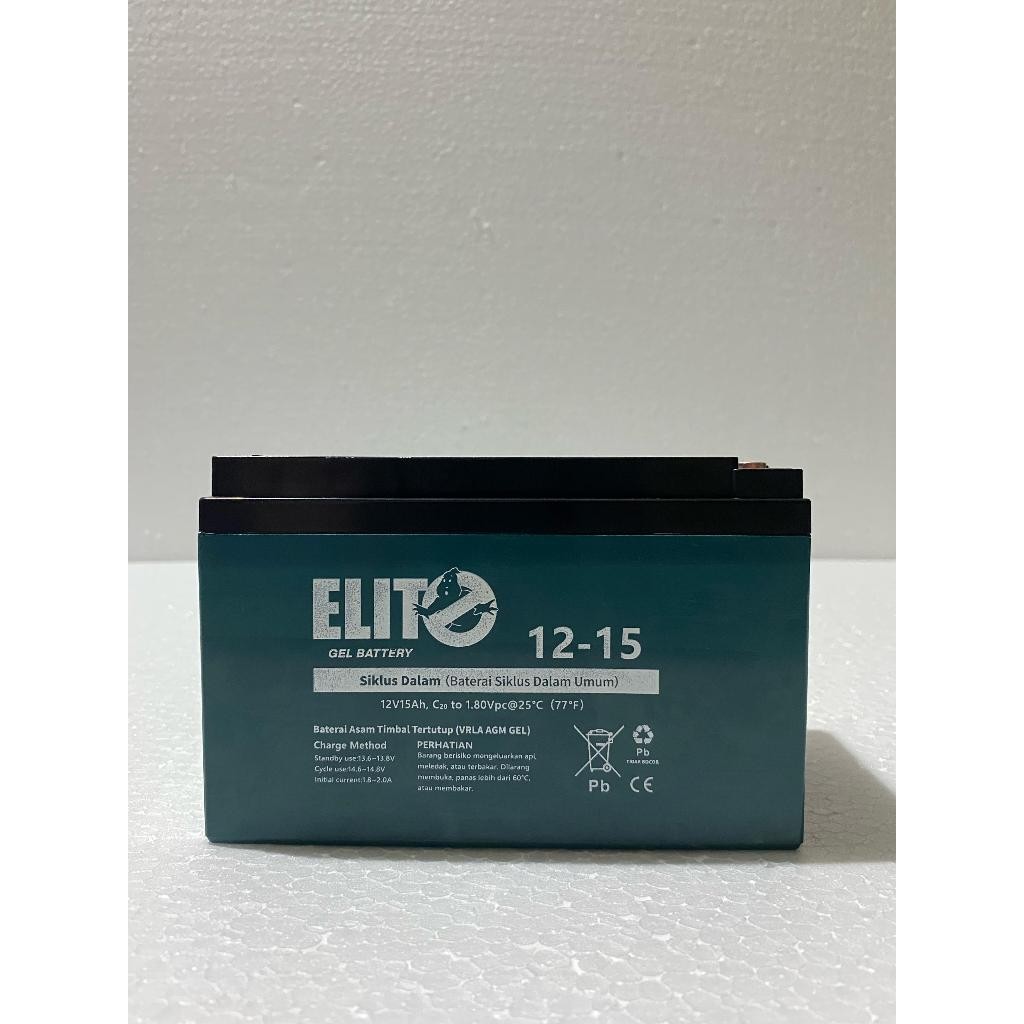 ELITO
GEL BATTERY
12-15
Siklus Dalam (Baterai Siklus Dalam Umum)
12V15Ah, C₂₀ to 1.80Vpc@25°C (77°F)
Baterai Asam Timbal Tertutup (VRLA AGM GEL)
Charge Method
Standby use:13.6~13.8V
Cycle use:14.6~14.8V
Initial current:1.8~2.0A
PERHATIAN
Barang berisiko mengeluarkan api,
meledak, atau terbakar. Dilarang
membuka, panas lebih dari 60°C,
atau membakar.
Pb
Pb
TIDAK BOCOR
CE